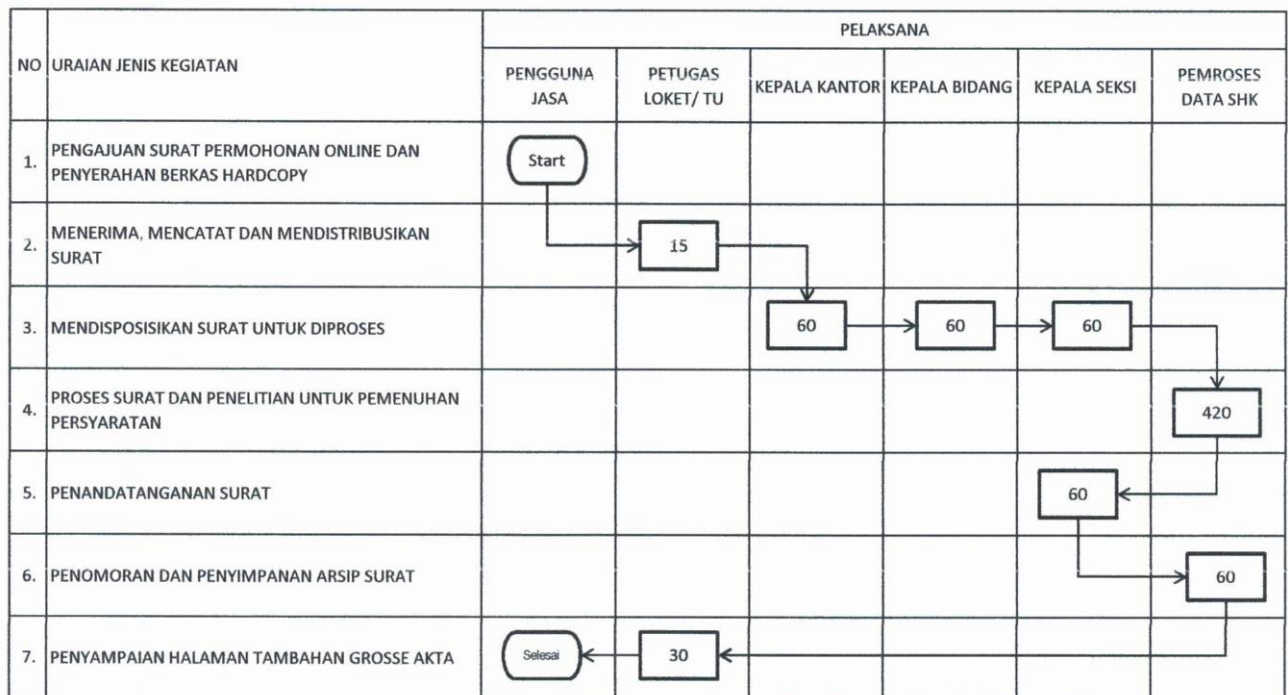 PELAKSANA
NO URAIAN JENIS KEGIATAN
PENGGUNA JASA
PETUGAS LOKET/ TU
KEPALA KANTOR
KEPALA BIDANG
KEPALA SEKSI
PEMROSES DATA SHK
1. PENGAJUAN SURAT PERMOHONAN ONLINE DAN
PENYERAHAN BERKAS HARDCOPY
Start
2. MENERIMA, MENCATAT DAN MENDISTRIBUSIKAN
SURAT
15
3. MENDISPOSISIKAN SURAT UNTUK DIPROSES
60 60 60
4. PROSES SURAT DAN PENELITIAN UNTUK PEMENUHAN
PERSYARATAN
420
5. PENANDATANGANAN SURAT
60
6. PENOMORAN DAN PENYIMPANAN ARSIP SURAT
60
7. PENYAMPAIAN HALAMAN TAMBAHAN GROSSE AKTA
Selesai 30